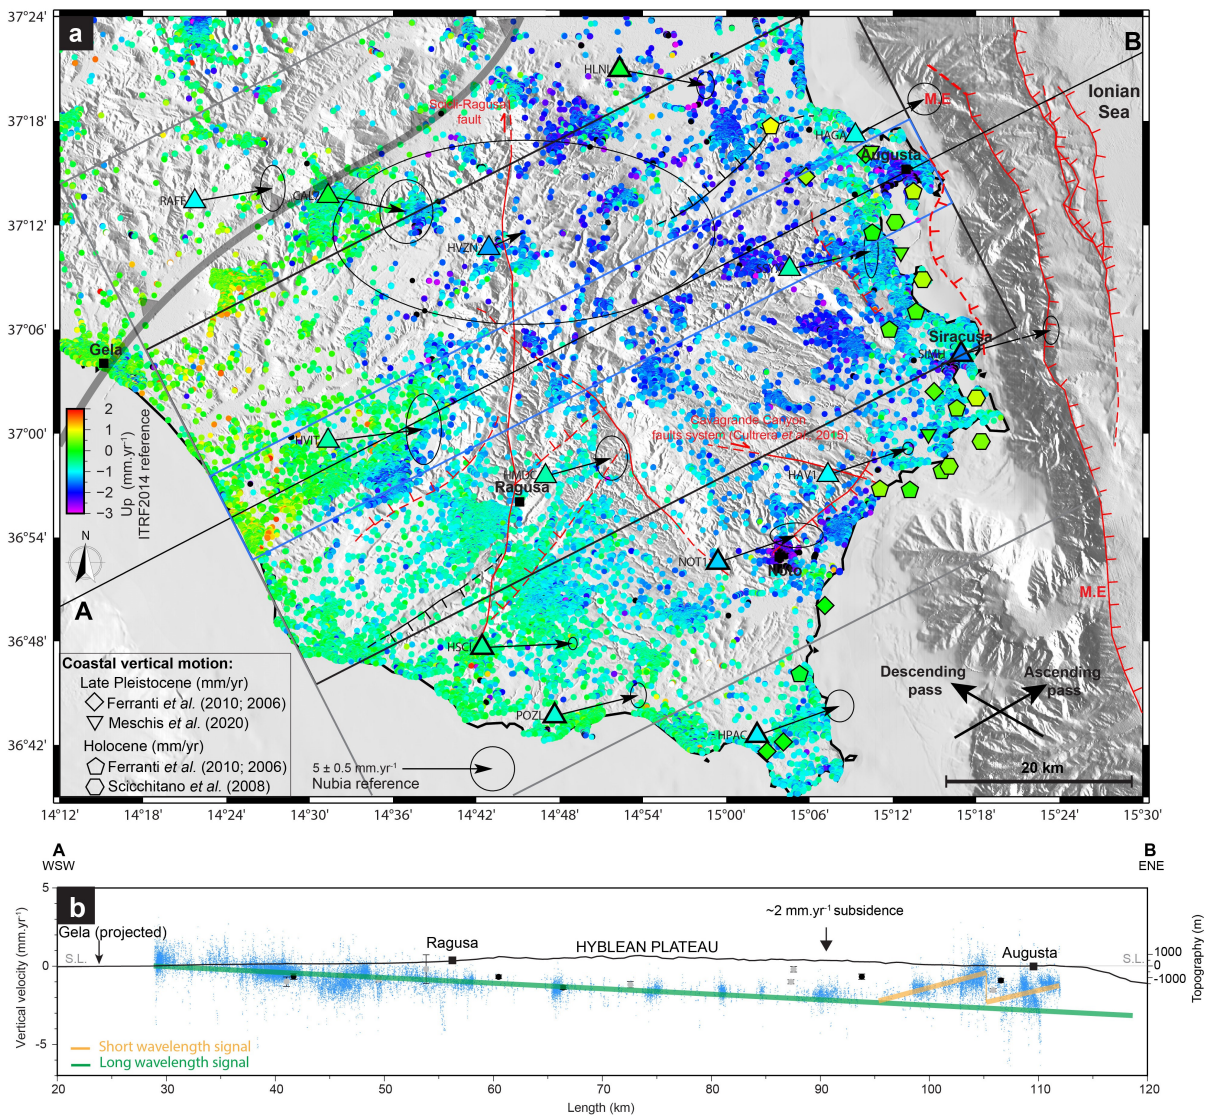 37°24'
37°18'
37°12'
37°06'
37°00'
36°54'
36°48'
36°42'
a
B
HLNI
Scicli-Ragusa
fault
M.E
Ionian
Sea
HAGA
Augusta
RAFF
HVZN
Gela
Siracusa
2
1
0
−1
−2
−3
Up (mm.yr⁻¹)
ITRF2014 reference
HVIT
Cavagrande Canyon
faults system (Cultrera et al. 2015)
HMDC
Ragusa
HAV1
N
NOT1
Noto
A
M.E
HSCI
Coastal vertical motion:
Late Pleistocene (mm/yr)
Ferranti et al. (2010; 2006)
Meschis et al. (2020)
Holocene (mm/yr)
Ferranti et al. (2010; 2006)
Scicchitano et al. (2008)
Descending
pass
Ascending
pass
POZL
HPAC
5 ± 0.5 mm.yr⁻¹
Nubia reference
20 km
14°12' 14°18' 14°24' 14°30' 14°36' 14°42' 14°48' 14°54' 15°00' 15°06' 15°12' 15°18' 15°24' 15°30'
A
WSW
B
ENE
b
5
0
-5
Vertical velocity (mm.yr⁻¹)
Gela (projected)
S.L.
Ragusa
HYBLEAN PLATEAU
~2 mm.yr⁻¹ subsidence
Augusta
S.L.
1000
0
-1000
Topography (m)
Short wavelength signal
Long wavelength signal
20 30 40 50 60 70 80 90 100 110 120
Length (km)